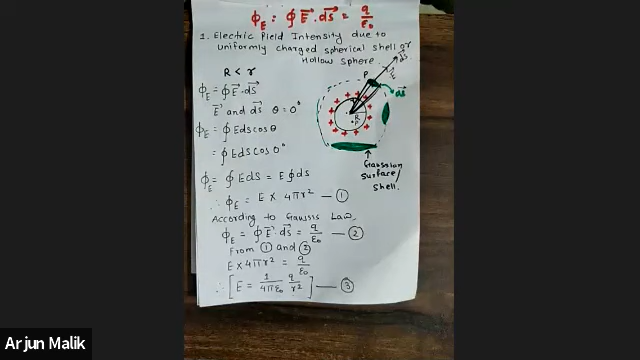 ϕE = ∮E⃗.ds⃗ = q/ε0
1. Electric Field Intensity due to
uniformly charged spherical shell or
Hollow sphere.
R < r
ϕE = ∮E⃗.ds⃗
E⃗ and ds⃗ θ = 0°
ϕE = ∮Edscosθ
= ∮Edscos0°
ϕE = ∮Eds = E∮ds
∴ ϕE = E × 4πr² — ①
According to Gauss's Law,
ϕE = ∮E⃗.ds⃗ = q/ε0 — ②
From ① and ②
E × 4πr² = q/ε0
∴ [E = 1/4πε0 q/r²] — ③
ds⃗
E⃗
P
ds⃗
R
Gaussian
surface/
shell.
Arjun Malik